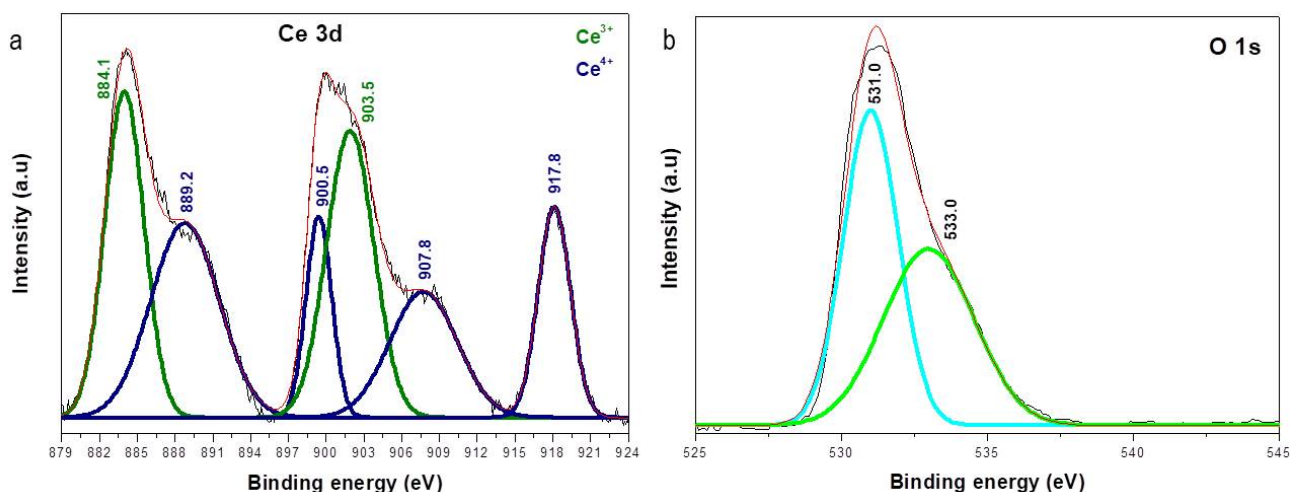 a
Ce 3d
Ce3+
Ce4+
884.1
889.2
900.5
903.5
907.8
917.8
Intensity (a.u)
879 882 885 888 891 894 897 900 903 906 909 912 915 918 921 924
Binding energy (eV)
b
O 1s
531.0
533.0
Intensity (a.u)
525 530 535 540 545
Binding energy (eV)